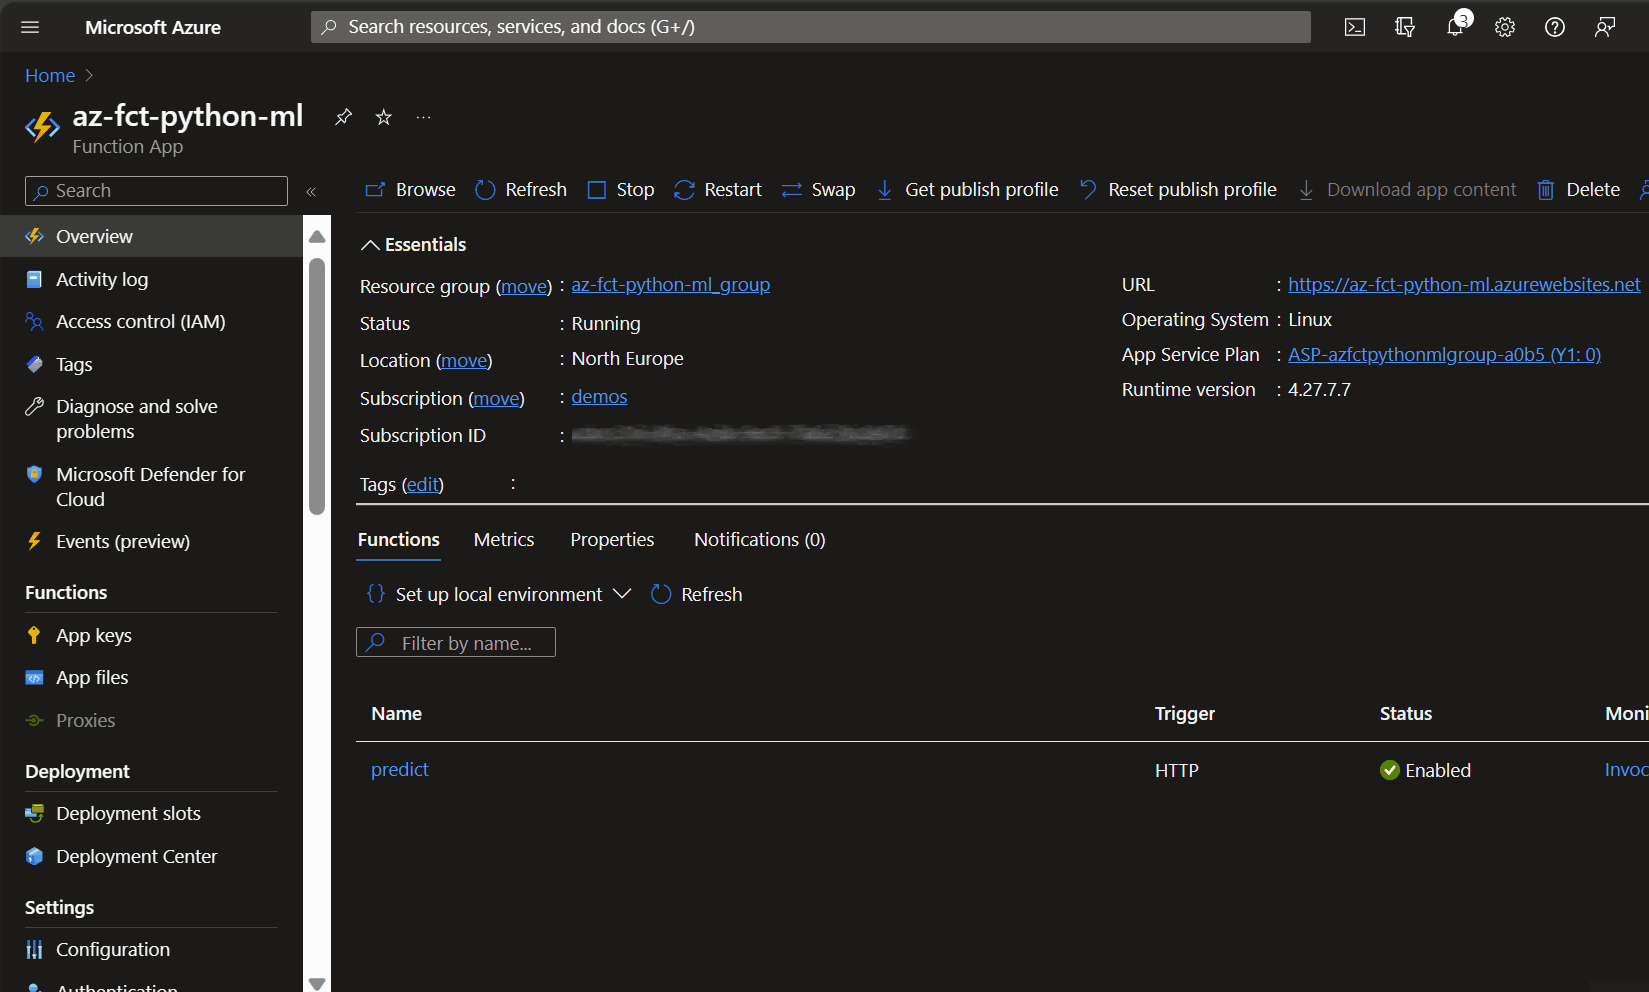 Microsoft Azure
Search resources, services, and docs (G+/)
3
Home
az-fct-python-ml
Function App
Search
«
Browse
Refresh
Stop
Restart
Swap
Get publish profile
Reset publish profile
Download app content
Delete
Overview
Activity log
Access control (IAM)
Tags
Diagnose and solve
problems
Microsoft Defender for
Cloud
Events (preview)
Functions
App keys
App files
Proxies
Deployment
Deployment slots
Deployment Center
Settings
Configuration
Authentication
Essentials
Resource group (move) : az-fct-python-ml_group
Status : Running
Location (move) : North Europe
Subscription (move) : demos
Subscription ID :
Tags (edit) :
URL : https://az-fct-python-ml.azurewebsites.net
Operating System : Linux
App Service Plan : ASP-azfctpythonmlgroup-a0b5 (Y1: 0)
Runtime version : 4.27.7.7
Functions
Metrics
Properties
Notifications (0)
Set up local environment
Refresh
Filter by name...
Name Trigger Status Moni
predict HTTP Enabled Invoc